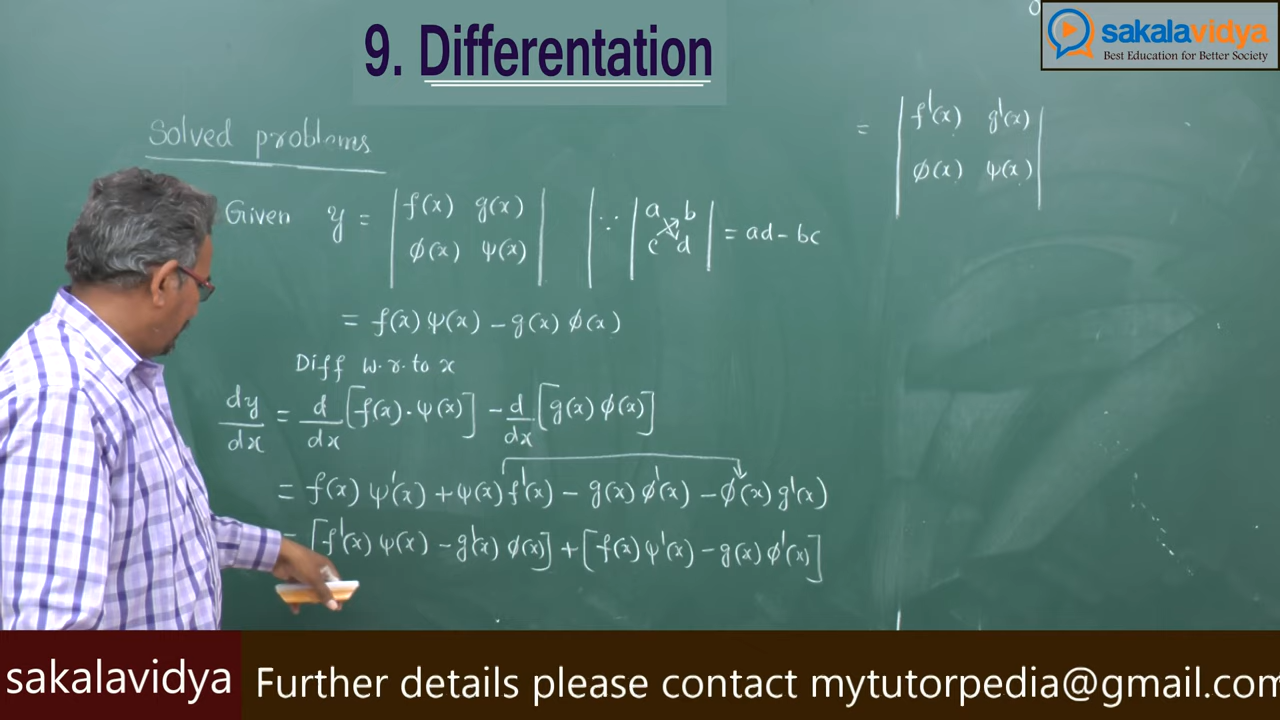 9. Differentation
sakalavidya
Best Education for Better Society
Solved problems
Given y = | f(x) g(x) | | ∵ | a b | = ad - bc
ϕ(x) ψ(x) c d
= f(x) ψ(x) - g(x) ϕ(x)
Diff w.r.to x
dy/dx = d/dx [f(x)·ψ(x)] - d/dx [g(x) ϕ(x)]
= f(x) ψ'(x) + ψ(x) f'(x) - g(x) ϕ'(x) - ϕ(x) g'(x)
= [f'(x) ψ(x) - g'(x) ϕ(x)] + [f(x) ψ'(x) - g(x) ϕ'(x)]
= | f'(x) g'(x) |
ϕ(x) ψ(x)
sakalavidya
Further details please contact mytutorpedia@gmail.com